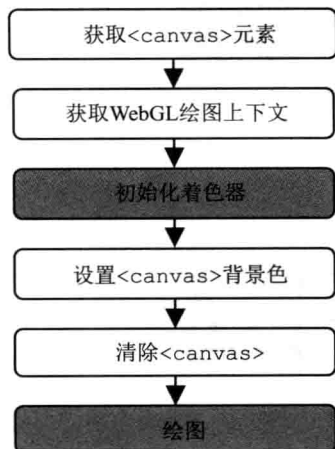 获取<canvas>元素
获取WebGL绘图上下文
初始化着色器
设置<canvas>背景色
清除<canvas>
绘图